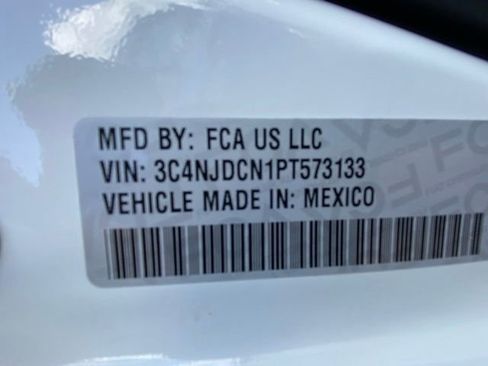 MFD BY: FCA US LLC
VIN: 3C4NJDCN1PT573133
VEHICLE MADE IN: MEXICO